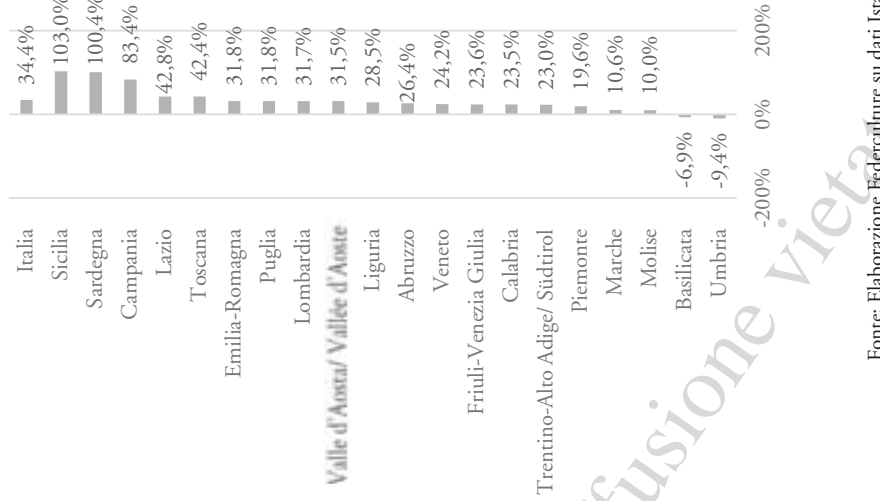 Italia 34,4%
Sicilia 103,0%
Sardegna 100,4%
Campania 83,4%
Lazio 42,8%
Toscana 42,4%
Emilia-Romagna 31,8%
Puglia 31,8%
Lombardia 31,7%
Valle d'Aosta/ Vallée d'Aoste 31,5%
Liguria 28,5%
Abruzzo 26,4%
Veneto 24,2%
Friuli-Venezia Giulia 23,6%
Calabria 23,5%
Trentino-Alto Adige/ Südtirol 23,0%
Piemonte 19,6%
Marche 10,6%
Molise 10,0%
Basilicata -6,9%
Umbria -9,4%
-200% 0% 200%
Fonte: Elaborazione Federculture su dati Ista
fusione vieta